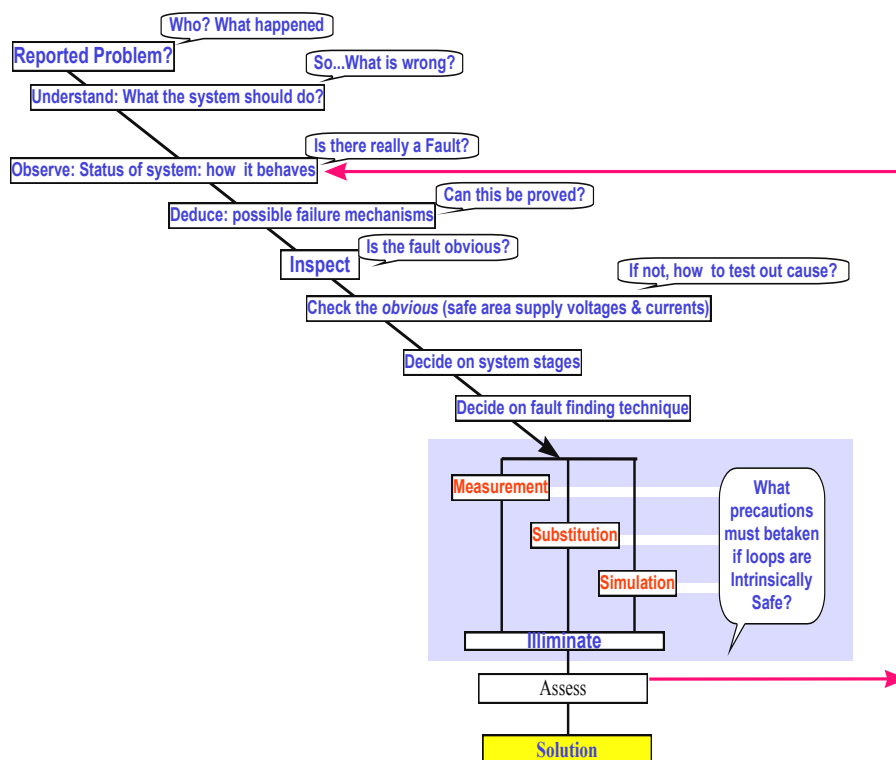 Who? What happened
Reported Problem?
So...What is wrong?
Understand: What the system should do?
Is there really a Fault?
Observe: Status of system: how it behaves
Can this be proved?
Deduce: possible failure mechanisms
Is the fault obvious?
Inspect
If not, how to test out cause?
Check the obvious (safe area supply voltages & currents)
Decide on system stages
Decide on fault finding technique
Measurement
Substitution
Simulation
What
precautions
must betaken
if loops are
Intrinsically
Safe?
Illiminate
Assess
Solution